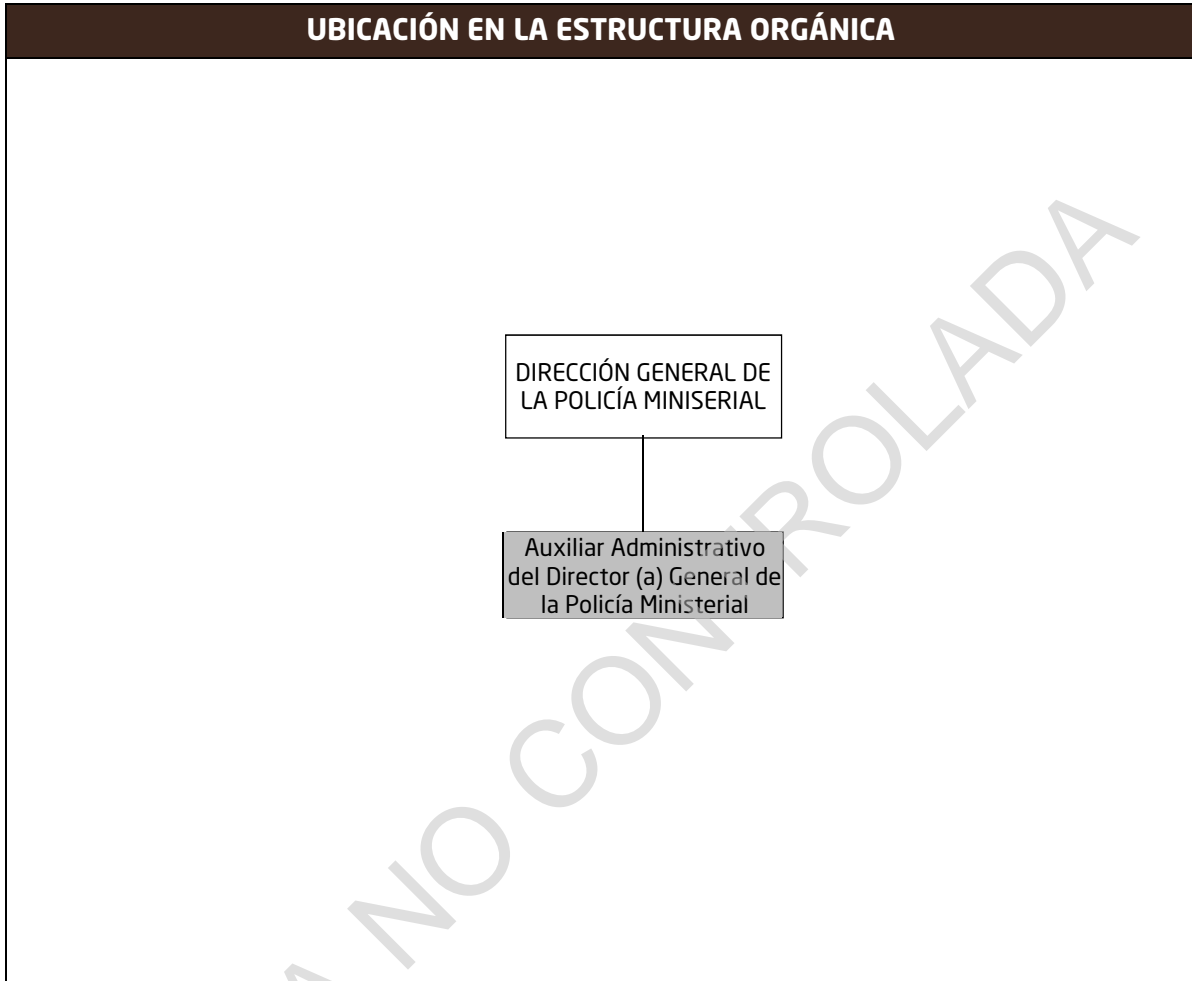 UBICACIÓN EN LA ESTRUCTURA ORGÁNICA
DIRECCIÓN GENERAL DE
LA POLICÍA MINISERIAL
Auxiliar Administrativo
del Director (a) General de
la Policía Ministerial
A NO CONTROLADA